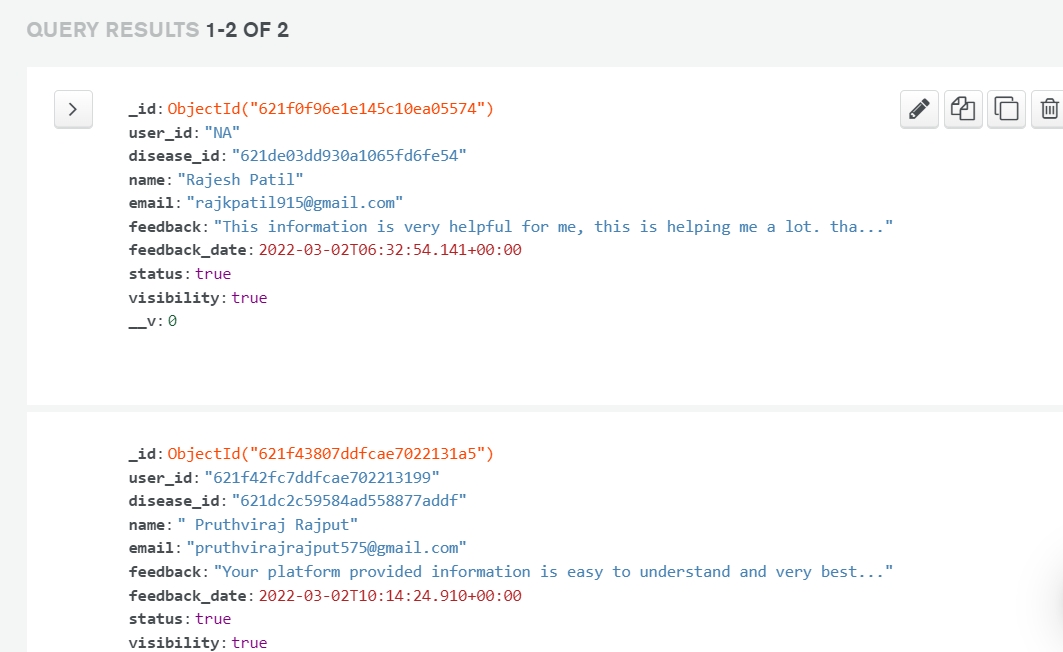 QUERY RESULTS 1-2 OF 2
_id: ObjectId("621f0f96e1e145c10ea05574")
user_id: "NA"
disease_id: "621de03dd930a1065fd6fe54"
name: "Rajesh Patil"
email: "rajkpatil915@gmail.com"
feedback: "This information is very helpful for me, this is helping me a lot. tha..."
feedback_date: 2022-03-02T06:32:54.141+00:00
status: true
visibility: true
__v: 0
_id: ObjectId("621f43807ddfcae7022131a5")
user_id: "621f42fc7ddfcae702213199"
disease_id: "621dc2c59584ad558877addf"
name: " Pruthviraj Rajput"
email: "pruthvirajrajput575@gmail.com"
feedback: "Your platform provided information is easy to understand and very best..."
feedback_date: 2022-03-02T10:14:24.910+00:00
status: true
visibility: true